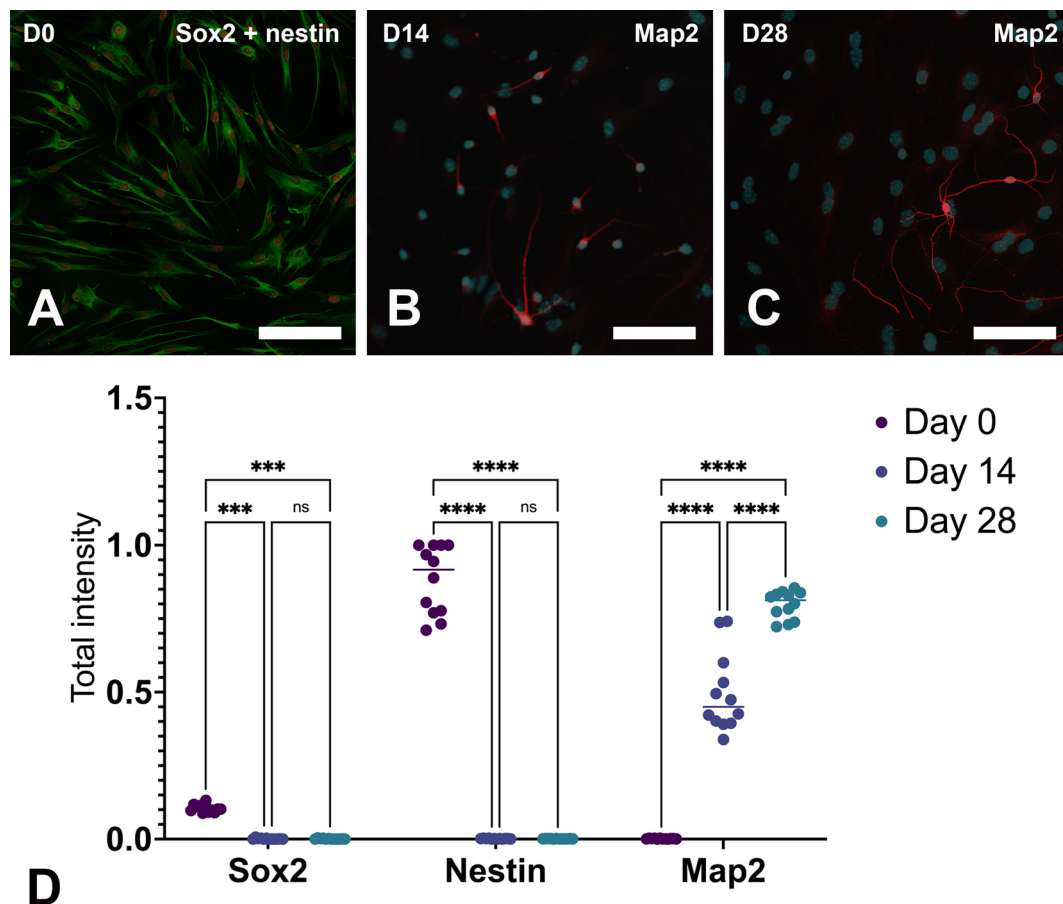 D0 Sox2 + nestin
A
D14 Map2
B
D28 Map2
C
1.5
1.0
0.5
0.0
Total intensity
*** **** ****
*** ns **** ns **** ****
Day 0
Day 14
Day 28
Sox2 Nestin Map2
D